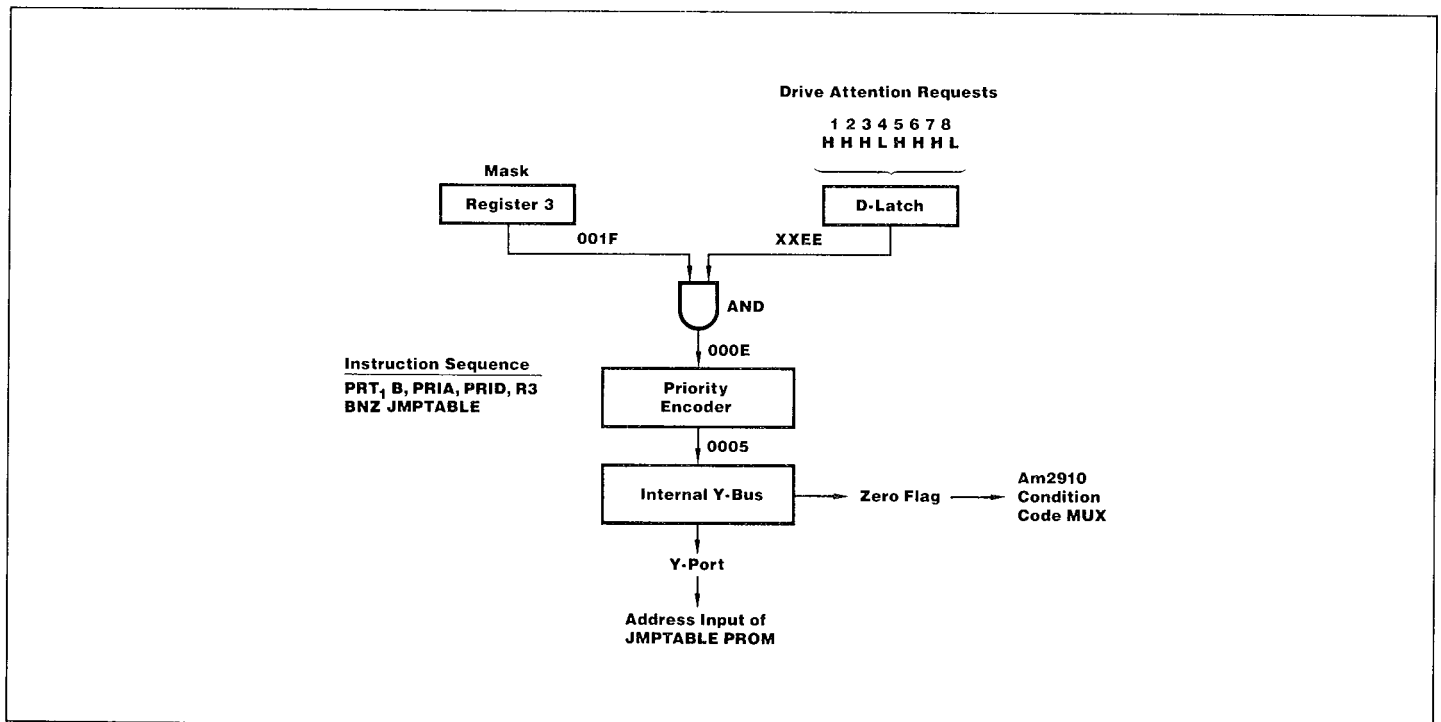 Drive Attention Requests
1 2 3 4 5 6 7 8
H H H L H H H L
Mask
Register 3
D-Latch
001F
XXEE
AND
000E
Instruction Sequence
PRT₁ B, PRIA, PRID, R3
BNZ JMPTABLE
Priority
Encoder
0005
Internal Y-Bus
Zero Flag
Am2910
Condition
Code MUX
Y-Port
Address Input of
JMPTABLE PROM